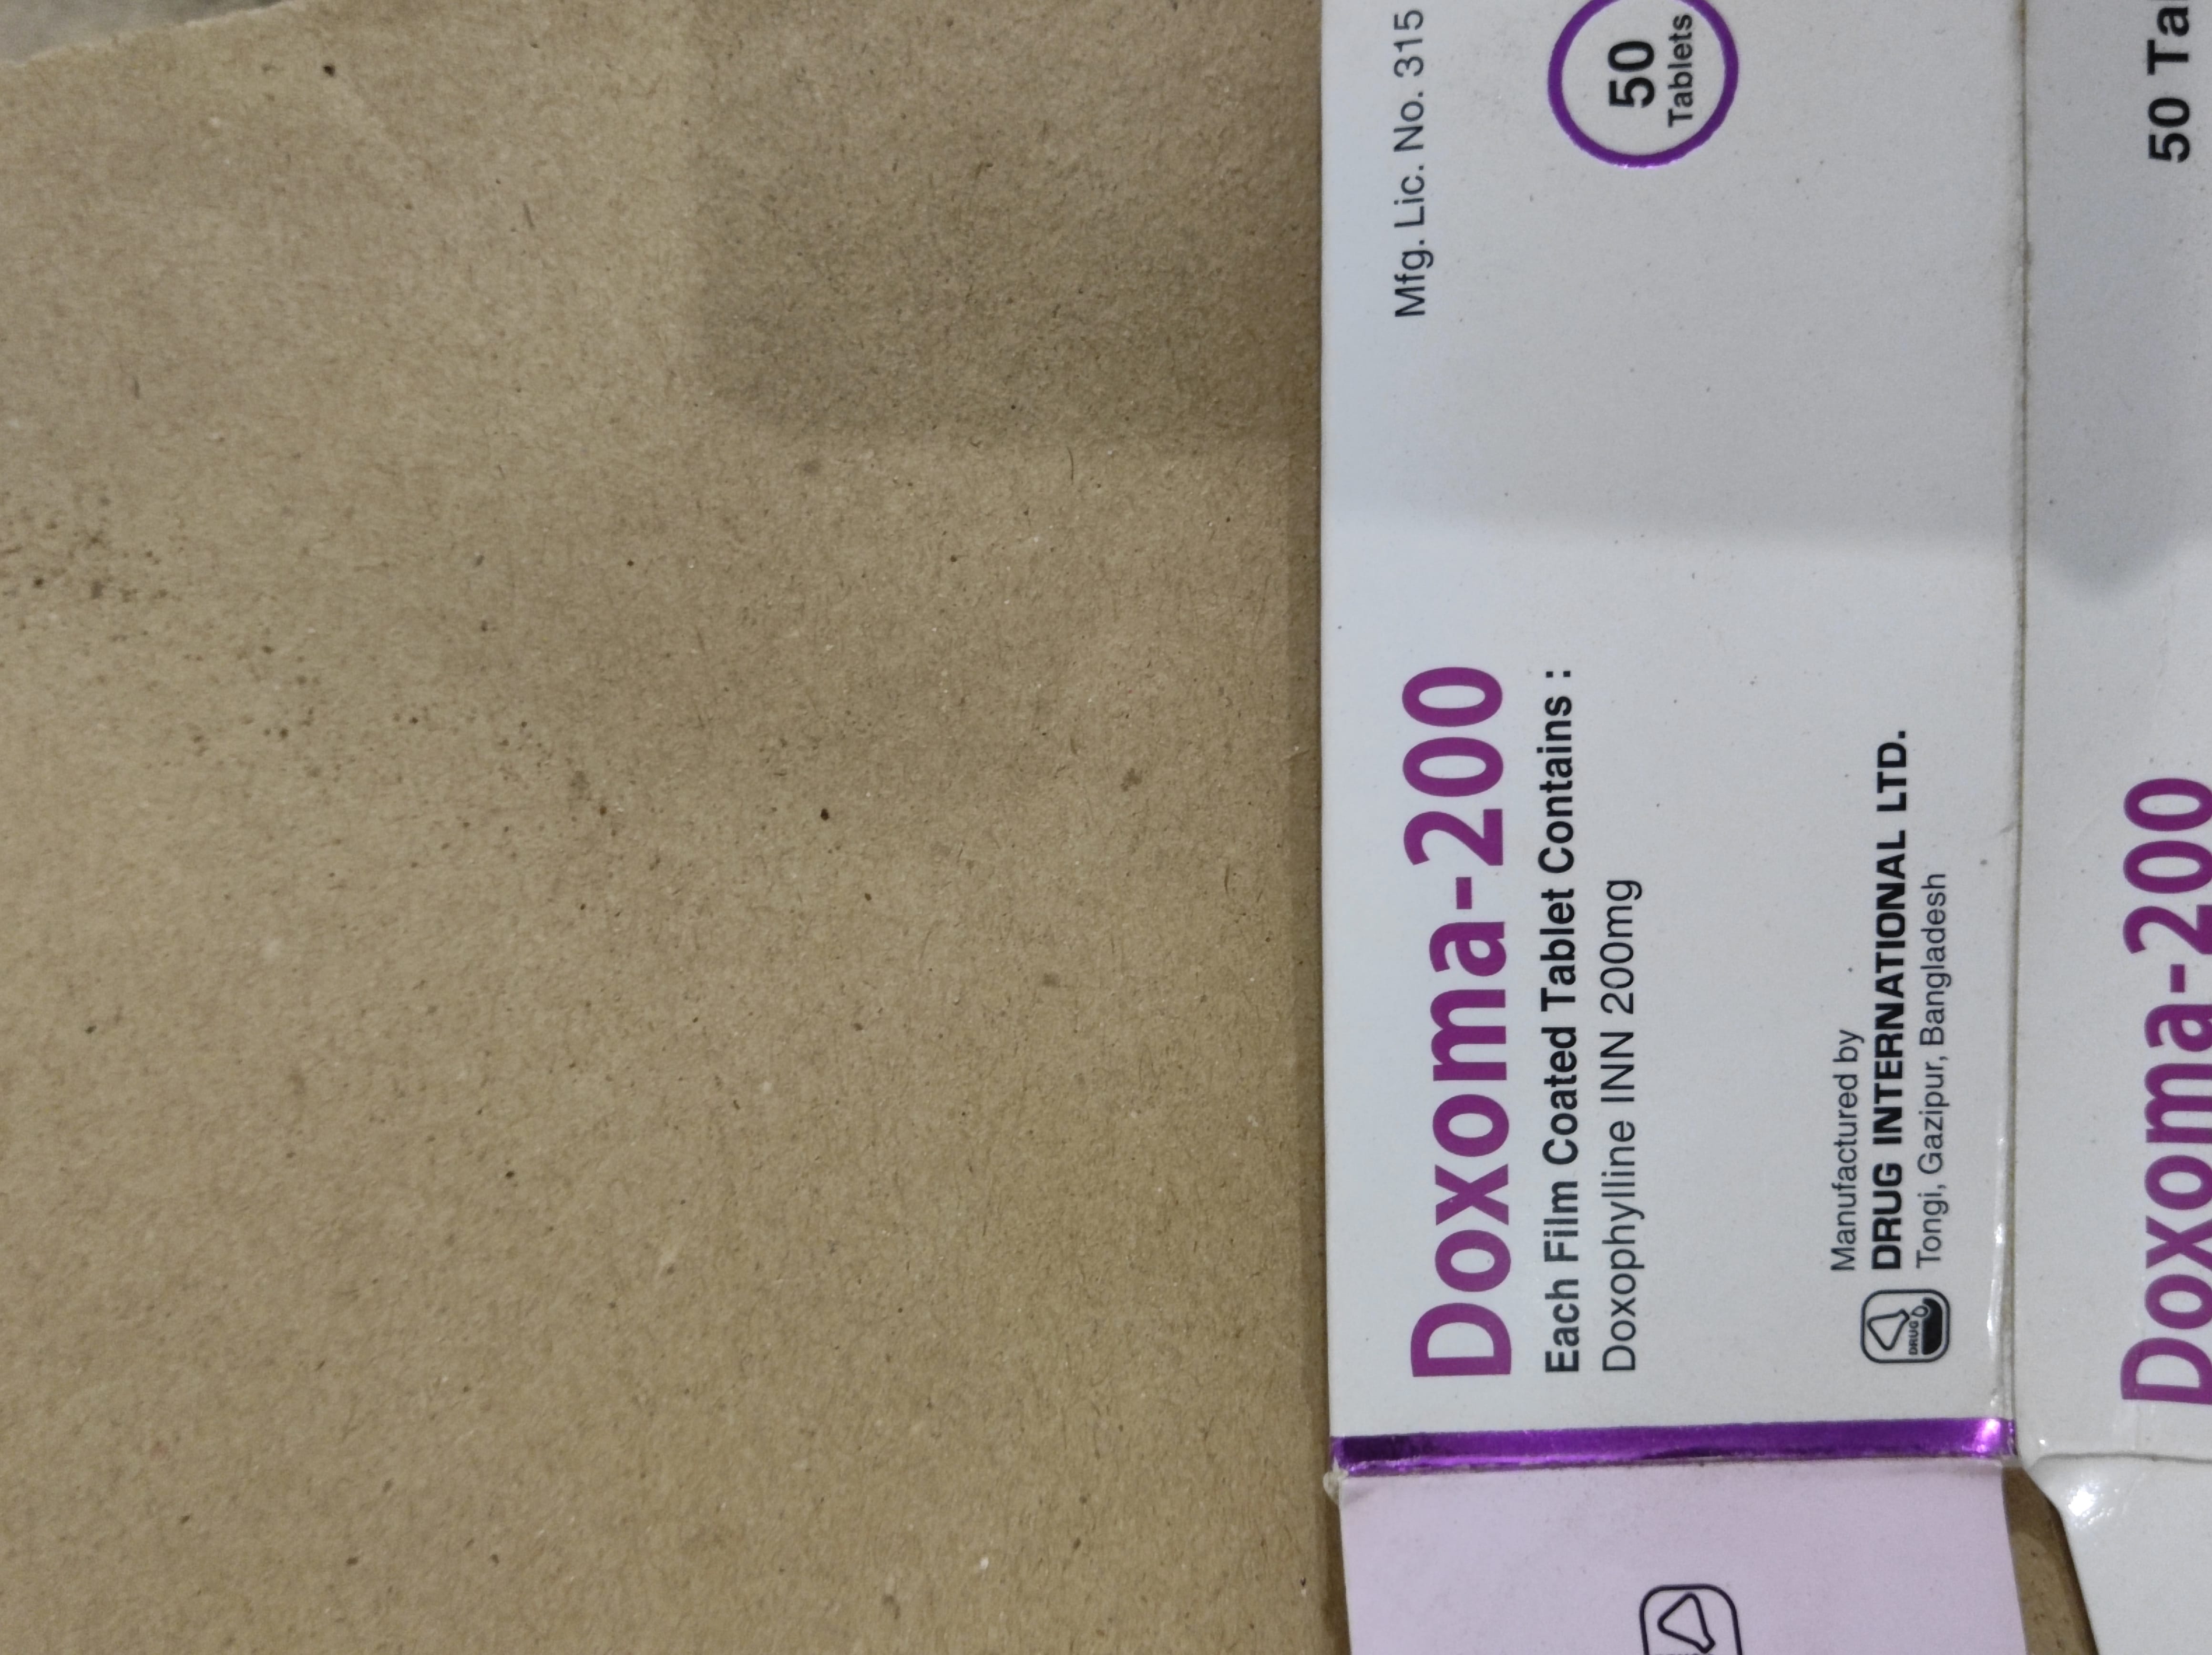 Doxoma-200
Mfg. Lic. No. 315
Each Film Coated Tablet Contains :
Doxophylline INN 200mg
50
Tablets
Manufactured by
DRUG INTERNATIONAL LTD.
DRUG
Tongi, Gazipur, Bangladesh
Doxoma-200
50